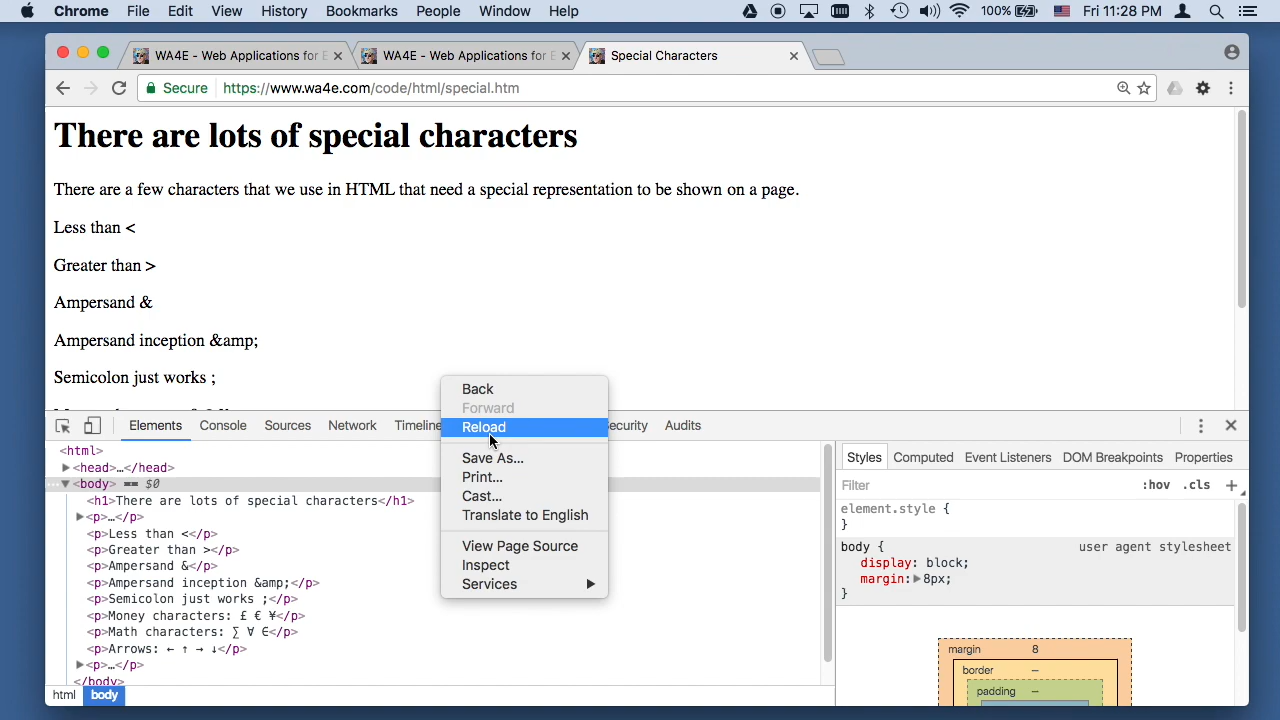 Chrome File Edit View History Bookmarks People Window Help 100% Fri 11:28 PM
WA4E - Web Applications for E
WA4E - Web Applications for E
Special Characters
Secure https://www.wa4e.com/code/html/special.htm
There are lots of special characters
There are a few characters that we use in HTML that need a special representation to be shown on a page.
Less than <
Greater than >
Ampersand &
Ampersand inception &amp;
Semicolon just works ;
Back
Forward
Reload
Save As...
Print...
Cast...
Translate to English
View Page Source
Inspect
Services
Elements Console Sources Network Timeline ecurity Audits
<html>
<head>…</head>
<body> == $0
<h1>There are lots of special characters</h1>
<p>…</p>
<p>Less than <</p>
<p>Greater than ></p>
<p>Ampersand &</p>
<p>Ampersand inception &amp;</p>
<p>Semicolon just works ;</p>
<p>Money characters: £ € ¥</p>
<p>Math characters: ∑ ∀ ∈</p>
<p>Arrows: ← ↑ → ↓</p>
<p>…</p>
</body>
html body
Styles Computed Event Listeners DOM Breakpoints Properties
Filter :hov .cls +
element.style {
}
body { user agent stylesheet
display: block;
margin: 8px;
}
margin 8
border –
padding –